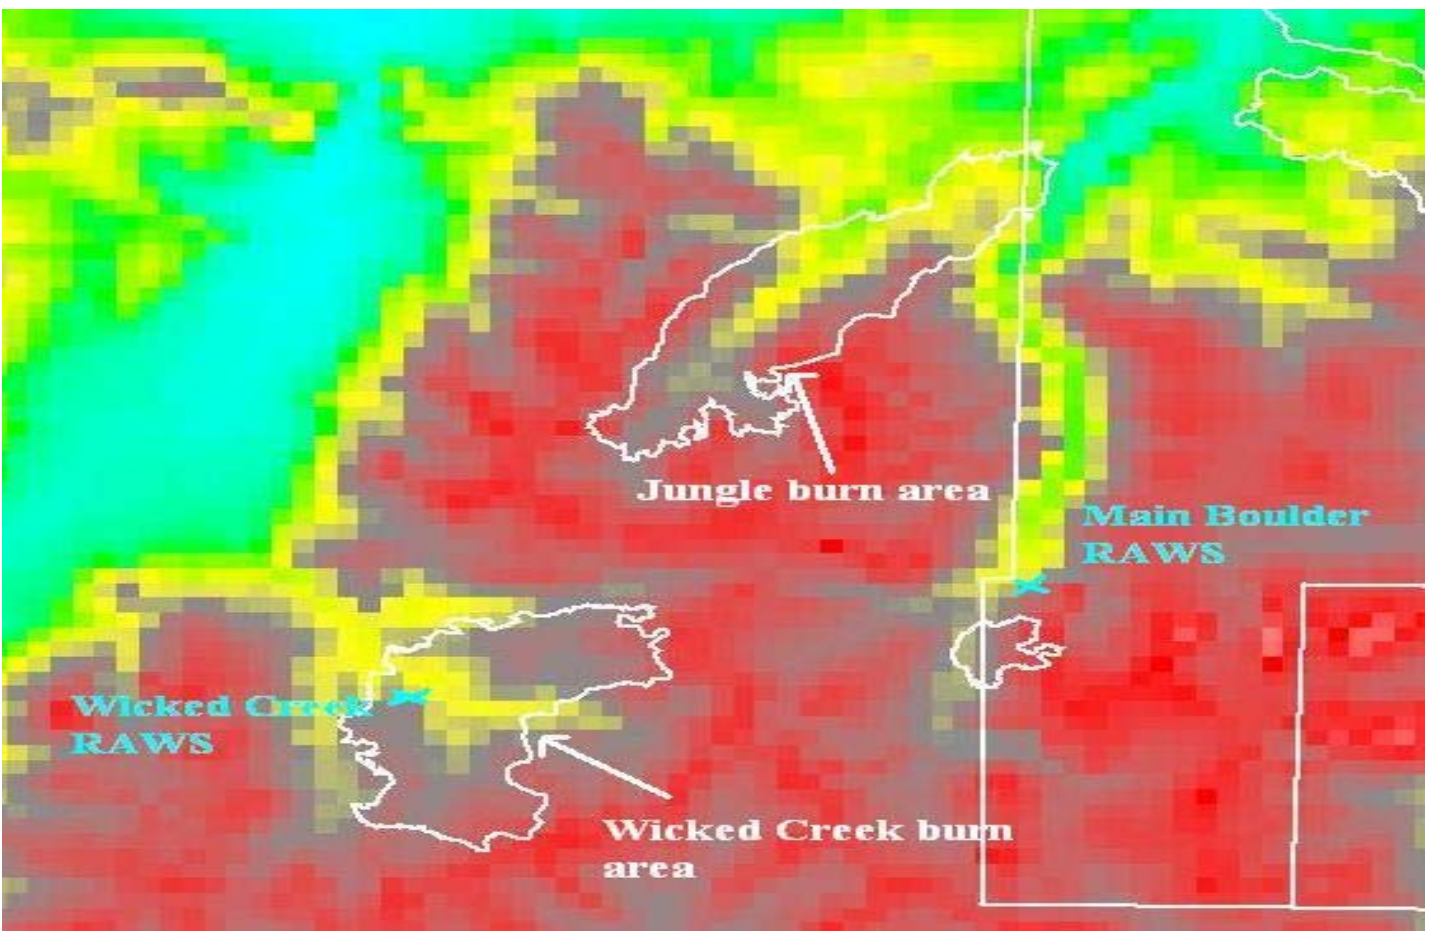 Jungle burn area
Main Boulder
RAWS
Wicked Creek
RAWS
Wicked Creek burn
area